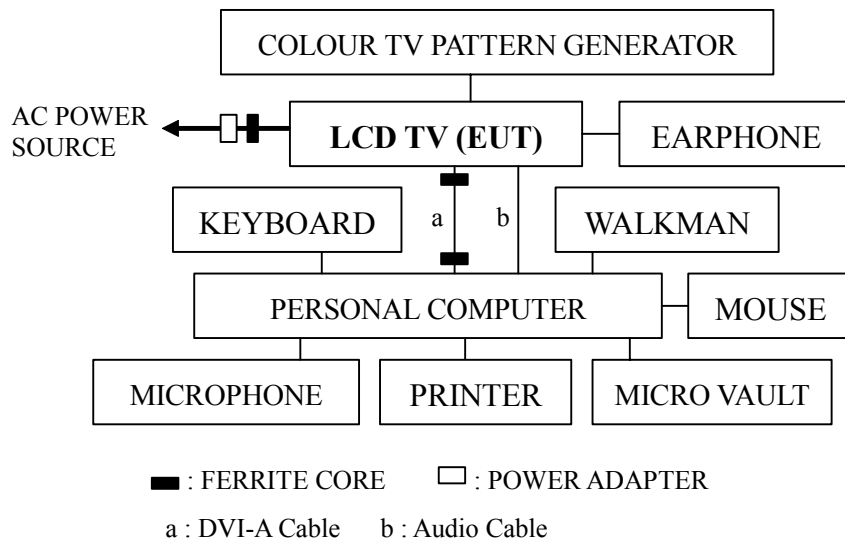 COLOUR TV PATTERN GENERATOR
AC POWER
SOURCE
LCD TV (EUT)
EARPHONE
KEYBOARD
a
b
WALKMAN
PERSONAL COMPUTER
MOUSE
MICROPHONE
PRINTER
MICRO VAULT
: FERRITE CORE : POWER ADAPTER
a : DVI-A Cable b : Audio Cable